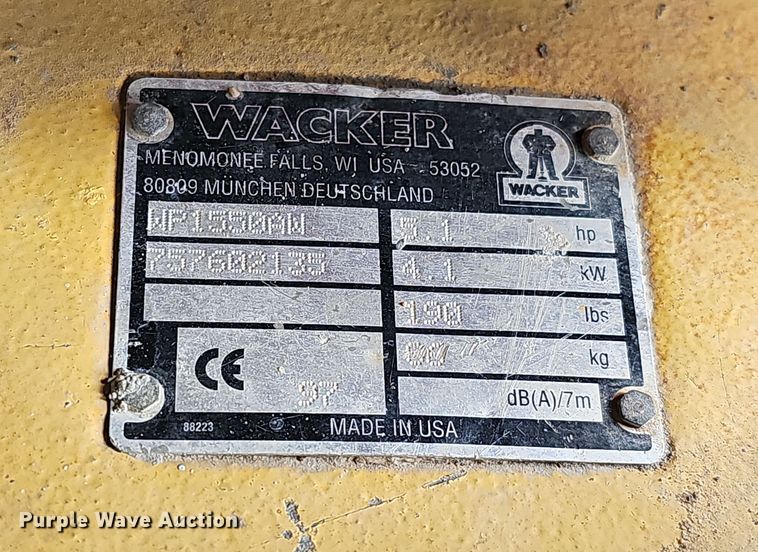 WACKER
MENOMONEE FALLS, WI USA - 53052
80809 MÜNCHEN DEUTSCHLAND
WACKER
WP1550AW 5.1 hp
757602135 4.1 kW
190 lbs
kg
CE 97
dB(A)/7m
88223 MADE IN USA
Purple Wave Auction